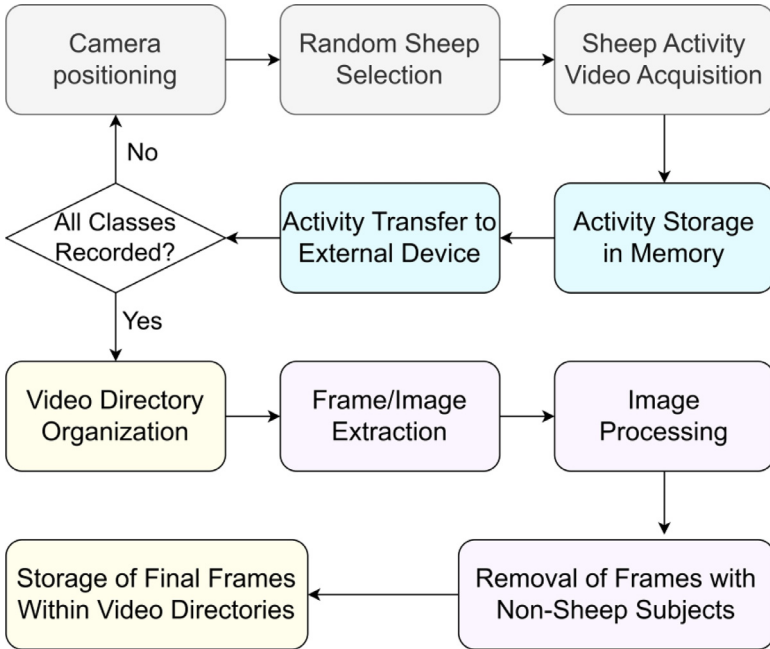 Camera
positioning
Random Sheep
Selection
Sheep Activity
Video Acquisition
No
All Classes
Recorded?
Activity Transfer to
External Device
Activity Storage
in Memory
Yes
Video Directory
Organization
Frame/Image
Extraction
Image
Processing
Storage of Final Frames
Within Video Directories
Removal of Frames with
Non-Sheep Subjects